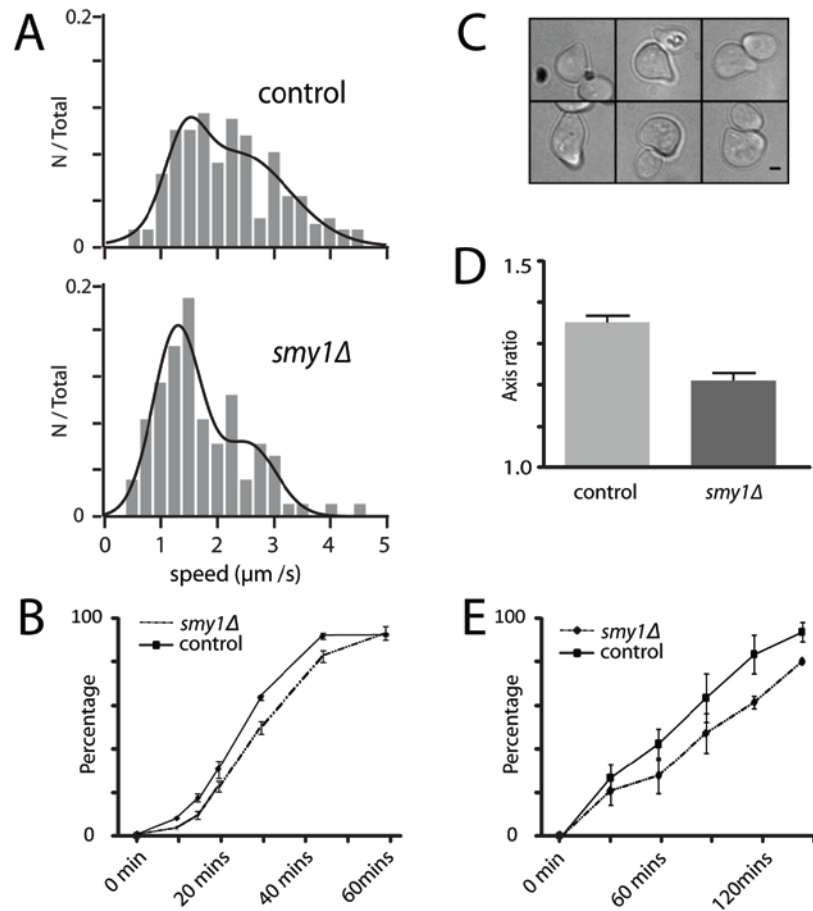 A
0.2
N / Total
control
0
0.2
N / Total
smy1Δ
0
0 1 2 3 4 5
speed (µm /s)
B
100
smy1Δ
control
Percentage
0
0 min 20 mins 40 mins 60mins
C
D
1.5
Axis ratio
1.0
control smy1Δ
E
100
smy1Δ
control
Percentage
0
0 min 60 mins 120mins